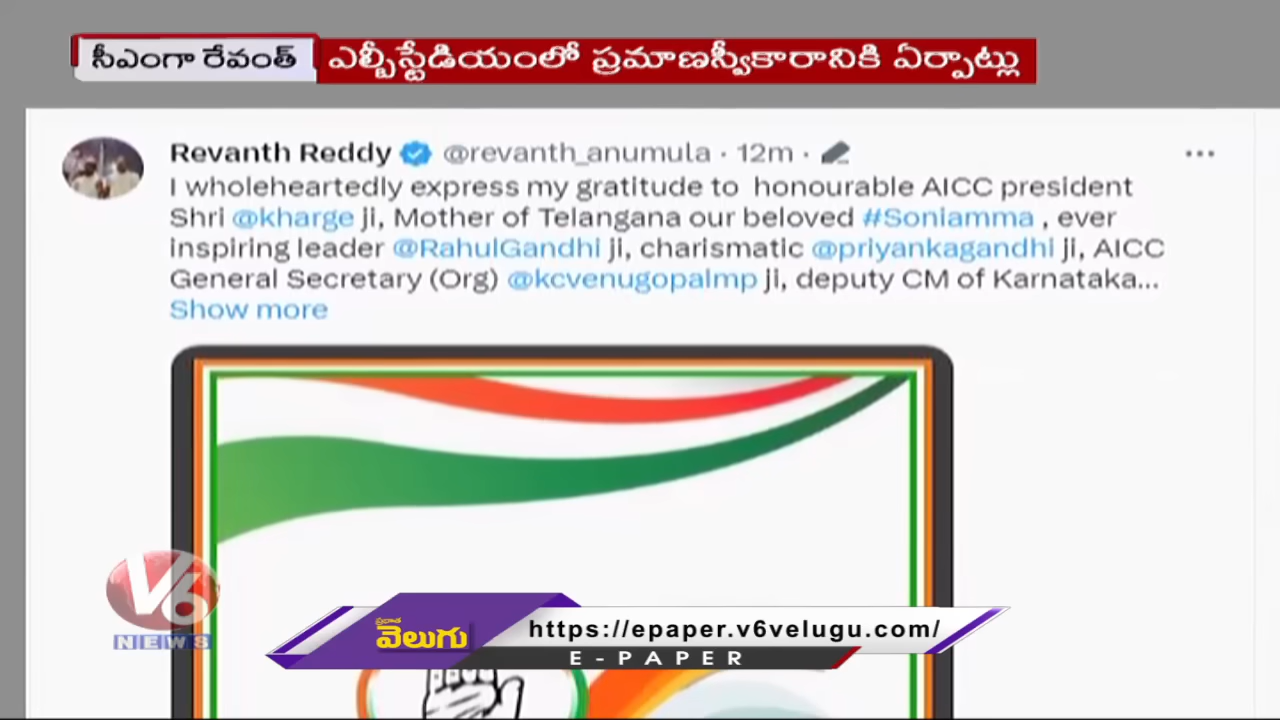 సీఎంగా రేవంత్ ఎల్బీస్టేడియంలో ప్రమాణస్వీకారానికి ఏర్పాట్లు
Revanth Reddy @revanth_anumula · 12m ·
I wholeheartedly express my gratitude to honourable AICC president
Shri @kharge ji, Mother of Telangana our beloved #Soniamma , ever
inspiring leader @RahulGandhi ji, charismatic @priyankagandhi ji, AICC
General Secretary (Org) @kcvenugopalmp ji, deputy CM of Karnataka...
Show more
V6
NEWS
ప్రభాత
వెలుగు
https://epaper.v6velugu.com/
E-PAPER